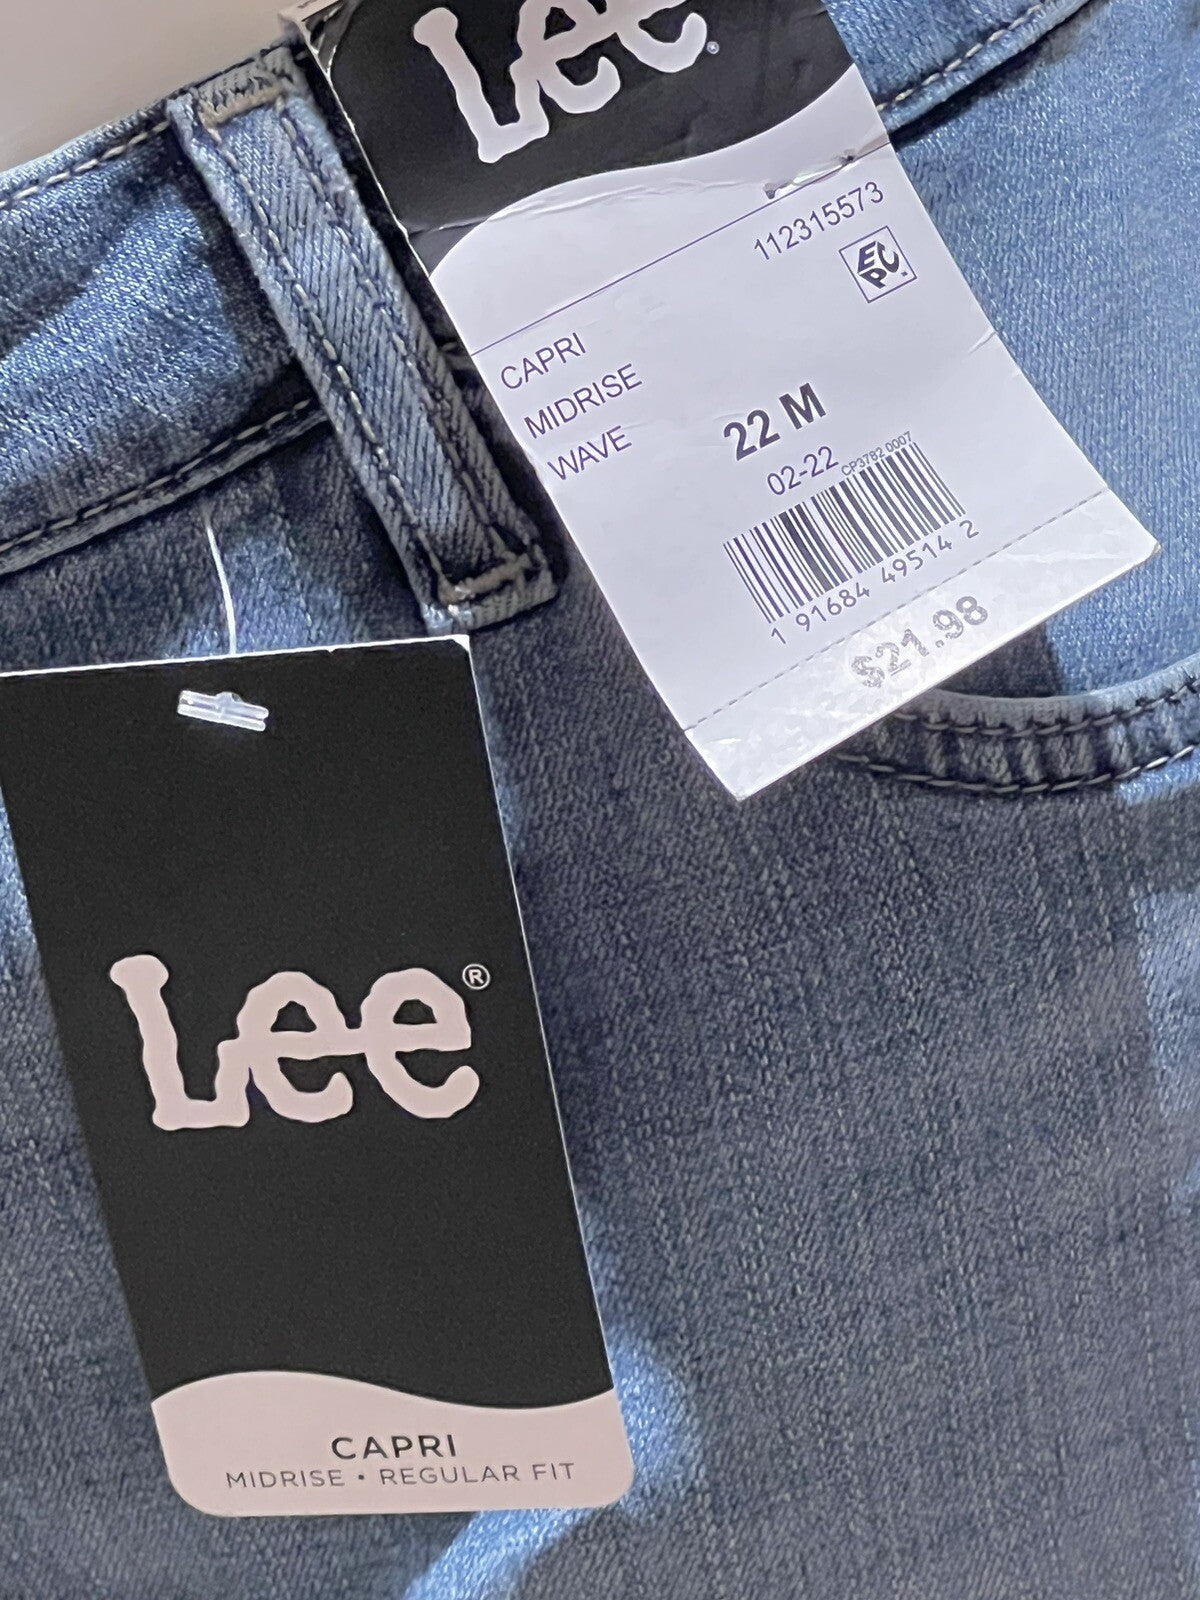 Lee®
112315573
EPC
CAPRI
MIDRISE
WAVE
22 M
02-22
CP3782 0007
1 91684 49514 2
$21.98
Lee®
CAPRI
MIDRISE • REGULAR FIT